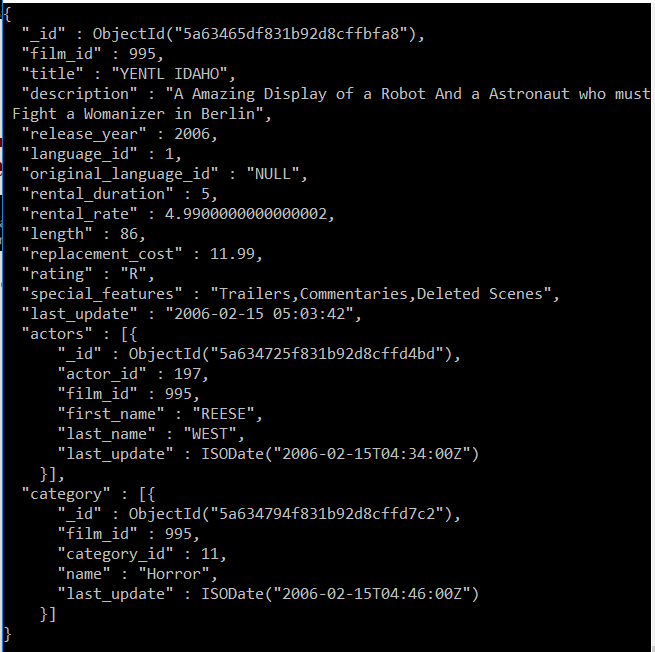 {
  "_id" : ObjectId("5a63465df831b92d8cffbfa8"),
  "film_id" : 995,
  "title" : "YENTL IDAHO",
  "description" : "A Amazing Display of a Robot And a Astronaut who must
 Fight a Womanizer in Berlin",
  "release_year" : 2006,
  "language_id" : 1,
  "original_language_id" : "NULL",
  "rental_duration" : 5,
  "rental_rate" : 4.9900000000000002,
  "length" : 86,
  "replacement_cost" : 11.99,
  "rating" : "R",
  "special_features" : "Trailers,Commentaries,Deleted Scenes",
  "last_update" : "2006-02-15 05:03:42",
  "actors" : [{
      "_id" : ObjectId("5a634725f831b92d8cffd4bd"),
      "actor_id" : 197,
      "film_id" : 995,
      "first_name" : "REESE",
      "last_name" : "WEST",
      "last_update" : ISODate("2006-02-15T04:34:00Z")
    }],
  "category" : [{
      "_id" : ObjectId("5a634794f831b92d8cffd7c2"),
      "film_id" : 995,
      "category_id" : 11,
      "name" : "Horror",
      "last_update" : ISODate("2006-02-15T04:46:00Z")
    }]
}